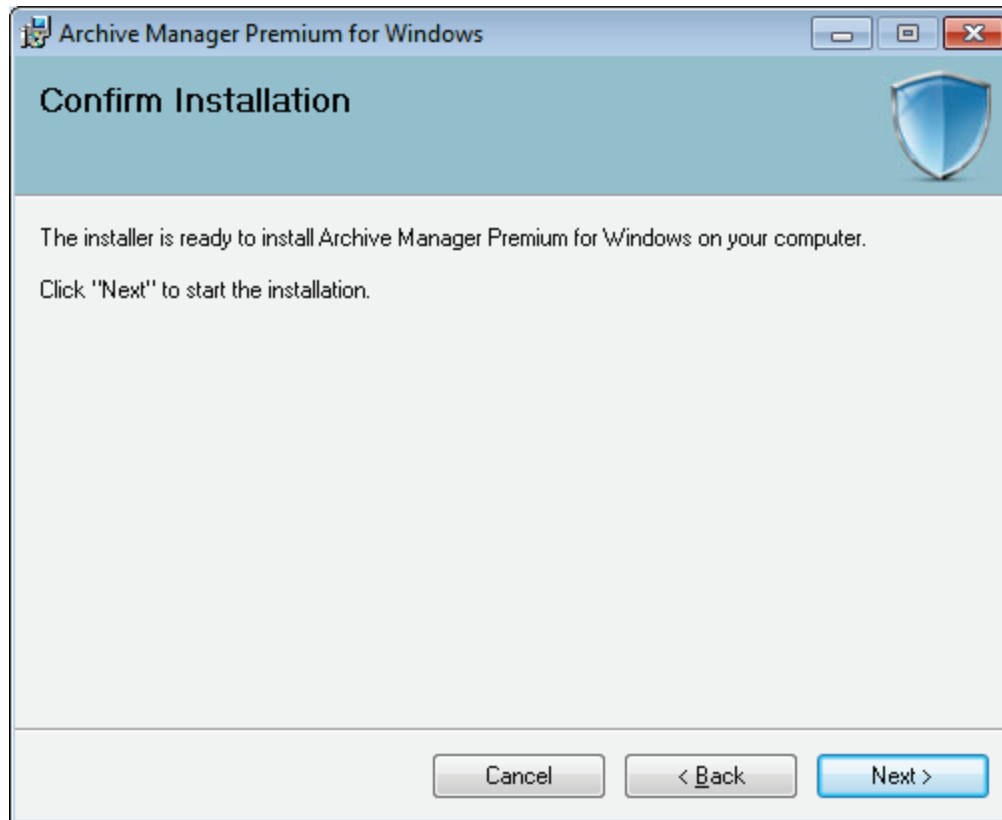 Archive Manager Premium for Windows
Confirm Installation
The installer is ready to install Archive Manager Premium for Windows on your computer.
Click "Next" to start the installation.
Cancel
< Back
Next >